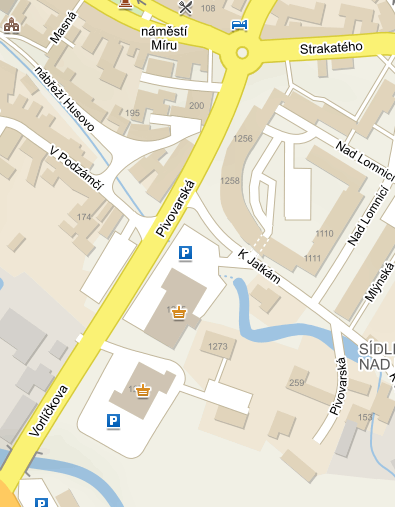 108
Masná
náměstí
Míru
Strakatého
nábřeží Husovo
195
200
1256
Nad Lomnicí
V Podzámčí
1258
Pivovarská
174
1110
Nad Lomnicí
K Jatkám
1111
Mlýnská
1273
SÍDLI
NAD
259
Pivovarská
153
Vorlíčkova